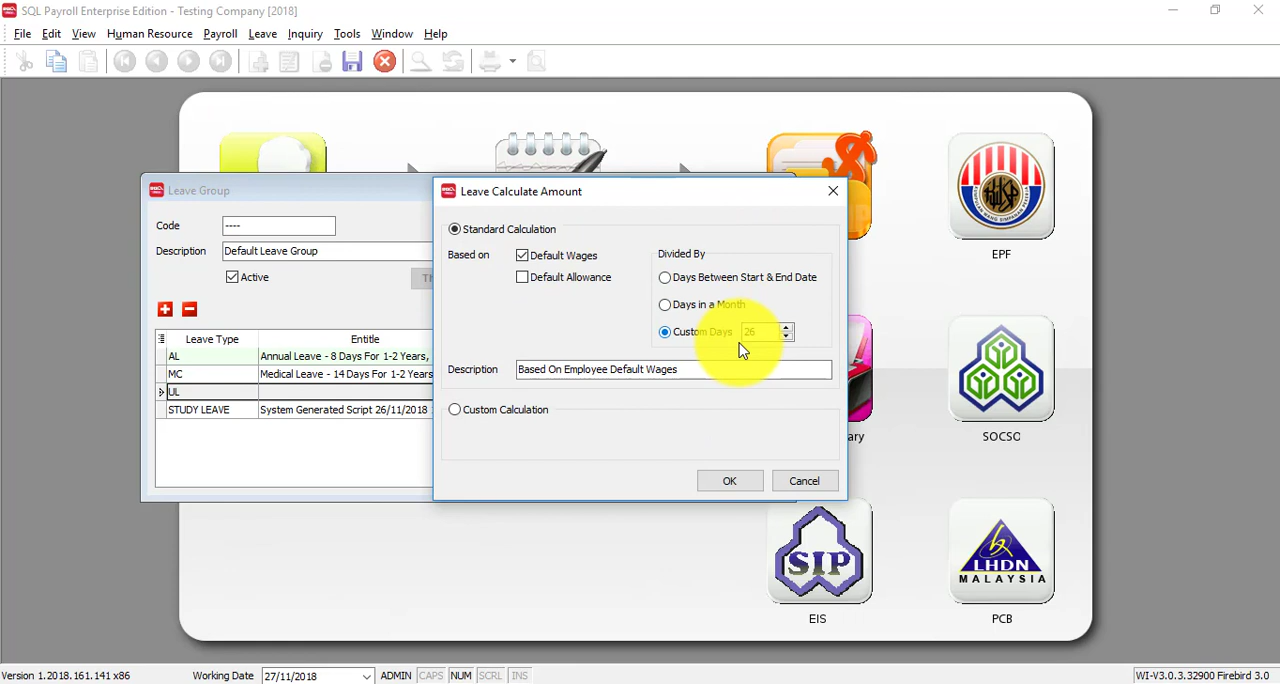 SQL Payroll Enterprise Edition - Testing Company [2018]
File Edit View Human Resource Payroll Leave Inquiry Tools Window Help
Leave Group
Code ----
Description Default Leave Group
Active
Leave Type Entitle
AL Annual Leave - 8 Days For 1-2 Years,
MC Medical Leave - 14 Days For 1-2 Years
UL
STUDY LEAVE System Generated Script 26/11/2018
Leave Calculate Amount
Standard Calculation
Based on Default Wages
Default Allowance
Divided By
Days Between Start & End Date
Days in a Month
Custom Days 26
Description Based On Employee Default Wages
Custom Calculation
OK Cancel
EPF
SOCSO
SIP
EIS
LHDN
MALAYSIA
PCB
Version 1.2018.161.141 x86 Working Date 27/11/2018 ADMIN CAPS NUM SCRL INS WI-V3.0.3.32900 Firebird 3.0